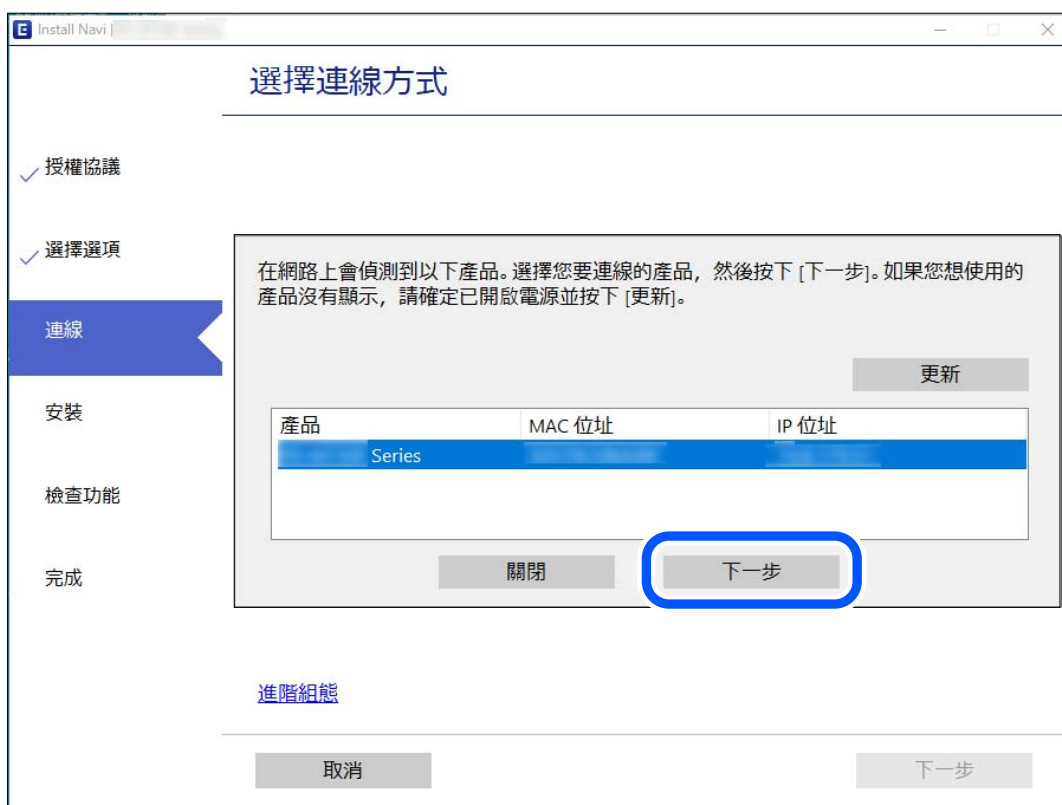 E Install Navi [
選擇連線方式
授權協議
選擇選項
連線
安裝
檢查功能
完成
在網路上會偵測到以下產品。選擇您要連線的產品，然後按下 [下一步]。如果您想使用的
產品沒有顯示，請確定已開啟電源並按下 [更新]。
更新
產品 MAC 位址 IP 位址
Series
關閉 下一步
進階組態
取消 下一步